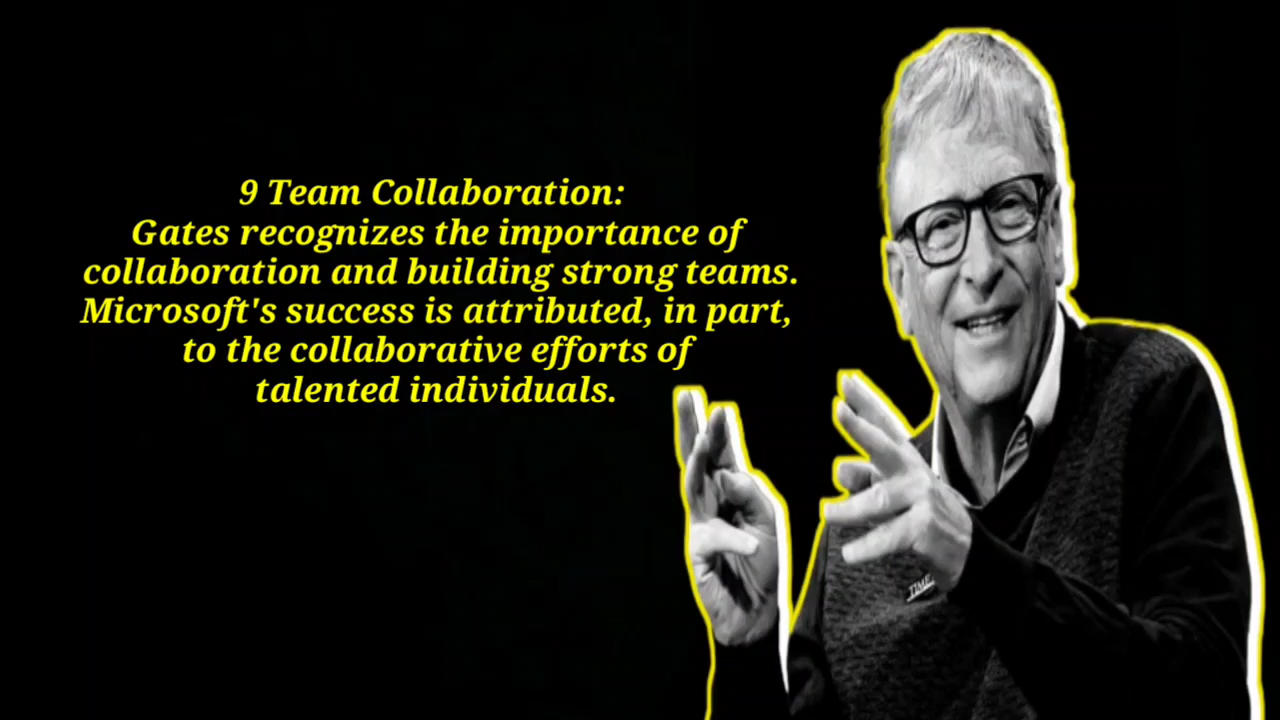 9 Team Collaboration:
Gates recognizes the importance of
collaboration and building strong teams.
Microsoft's success is attributed, in part,
to the collaborative efforts of
talented individuals.
TIME